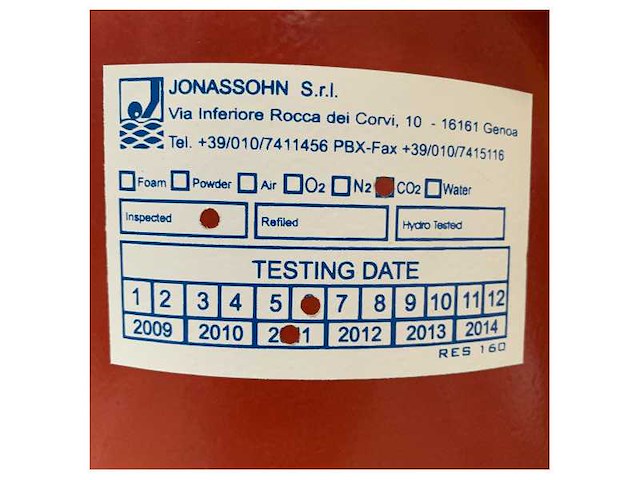 JONASSOHN S.r.l.
Via Inferiore Rocca dei Corvi, 10 - 16161 Genoa
Tel. +39/010/7411456 PBX-Fax +39/010/7415116
Foam Powder Air O2 N2 CO2 Water
Inspected Refiled Hydro Tested
TESTING DATE
1 2 3 4 5 7 8 9 10 11 12
2009 2010 2011 2012 2013 2014
RES 160